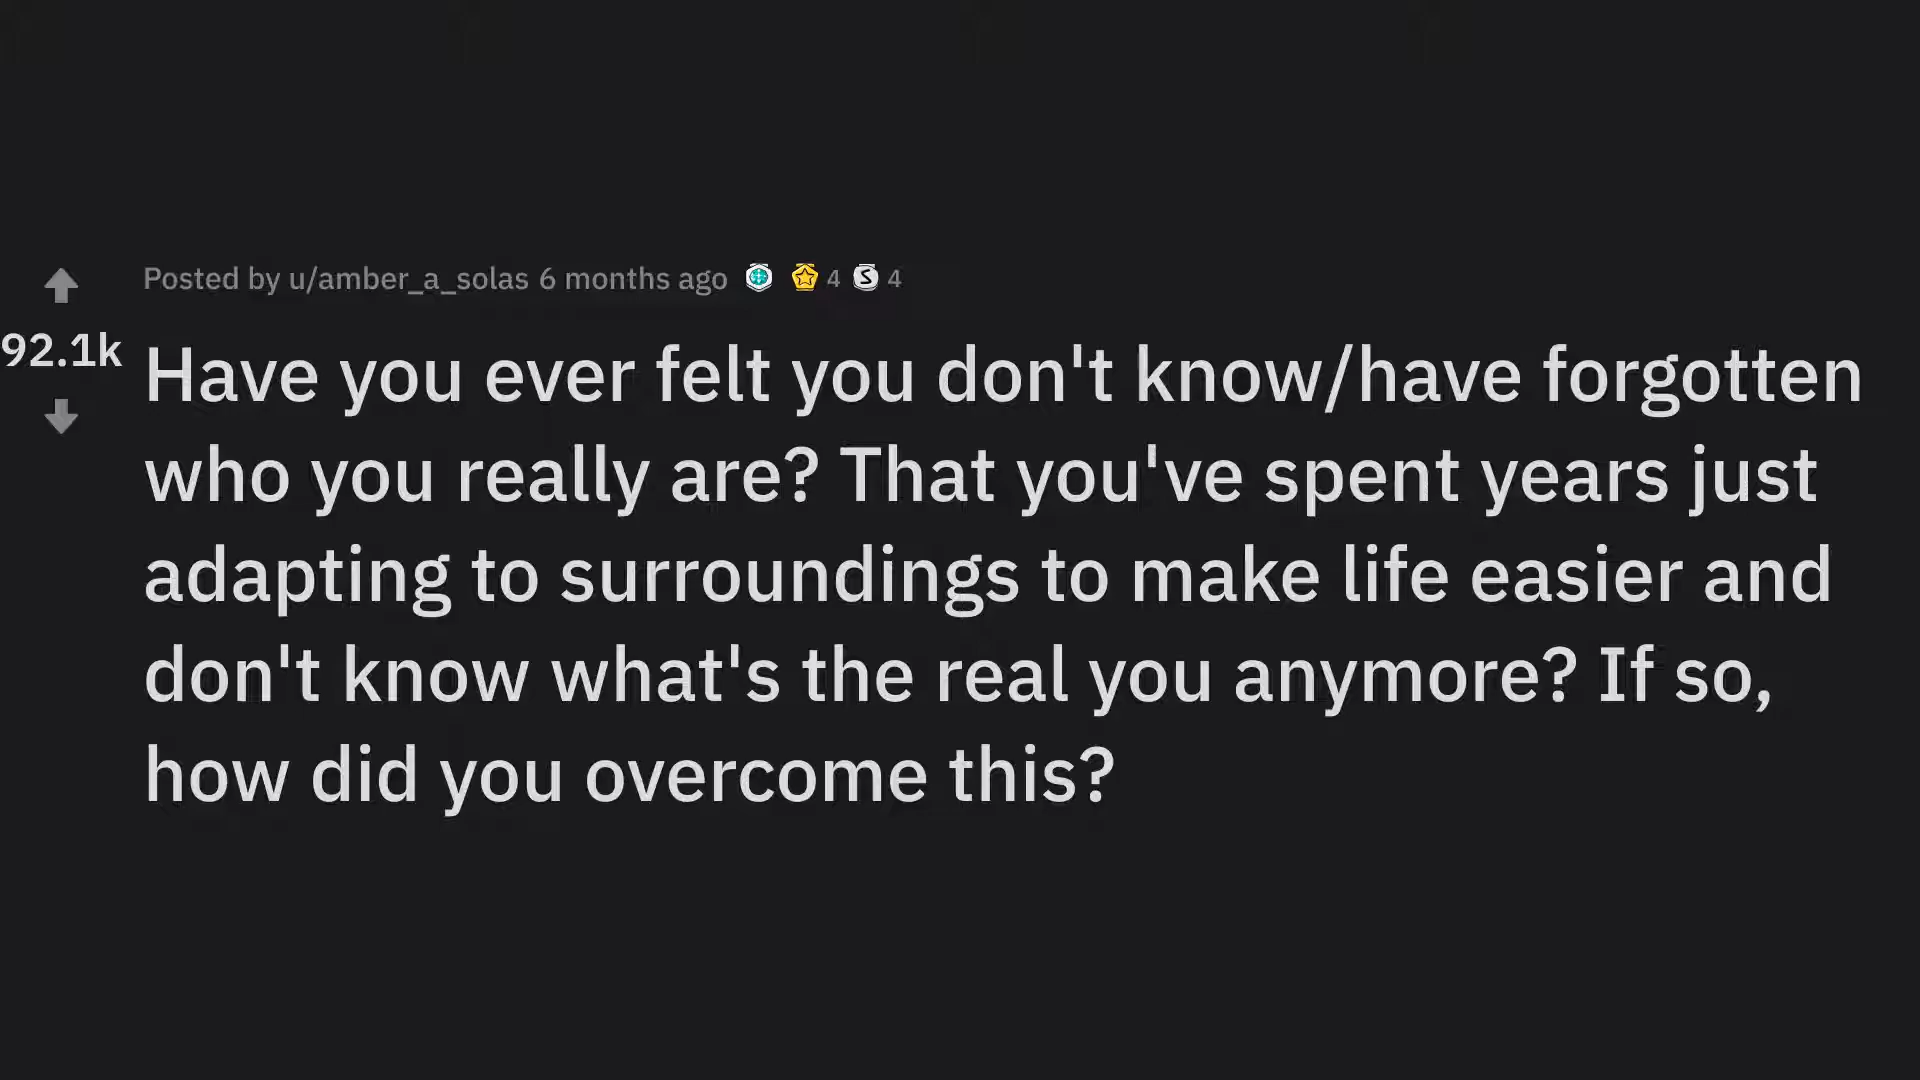 Posted by u/amber_a_solas 6 months ago 4 S 4
92.1k
Have you ever felt you don't know/have forgotten
who you really are? That you've spent years just
adapting to surroundings to make life easier and
don't know what's the real you anymore? If so,
how did you overcome this?